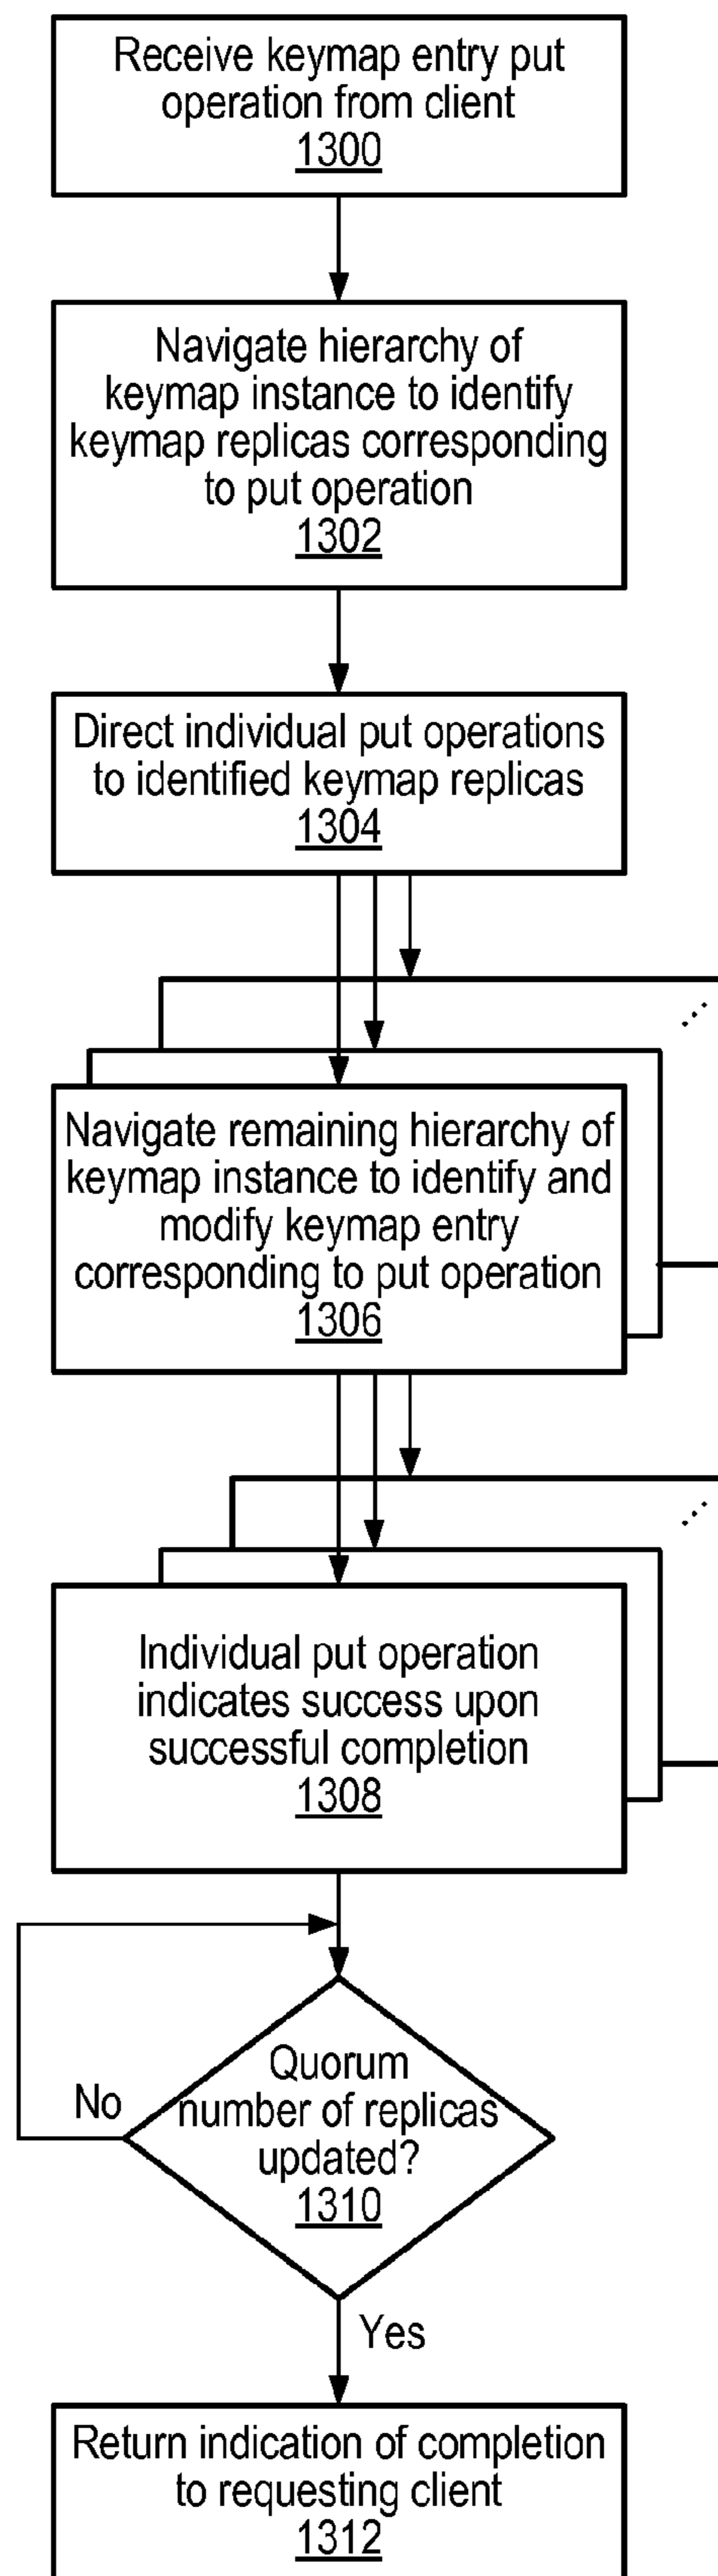 Receive keymap entry put
operation from client
1300
Navigate hierarchy of
keymap instance to identify
keymap replicas corresponding
to put operation
1302
Direct individual put operations
to identified keymap replicas
1304
Navigate remaining hierarchy of
keymap instance to identify and
modify keymap entry
corresponding to put operation
1306
Individual put operation
indicates success upon
successful completion
1308
Quorum
number of replicas
updated?
1310
No
Yes
Return indication of completion
to requesting client
1312